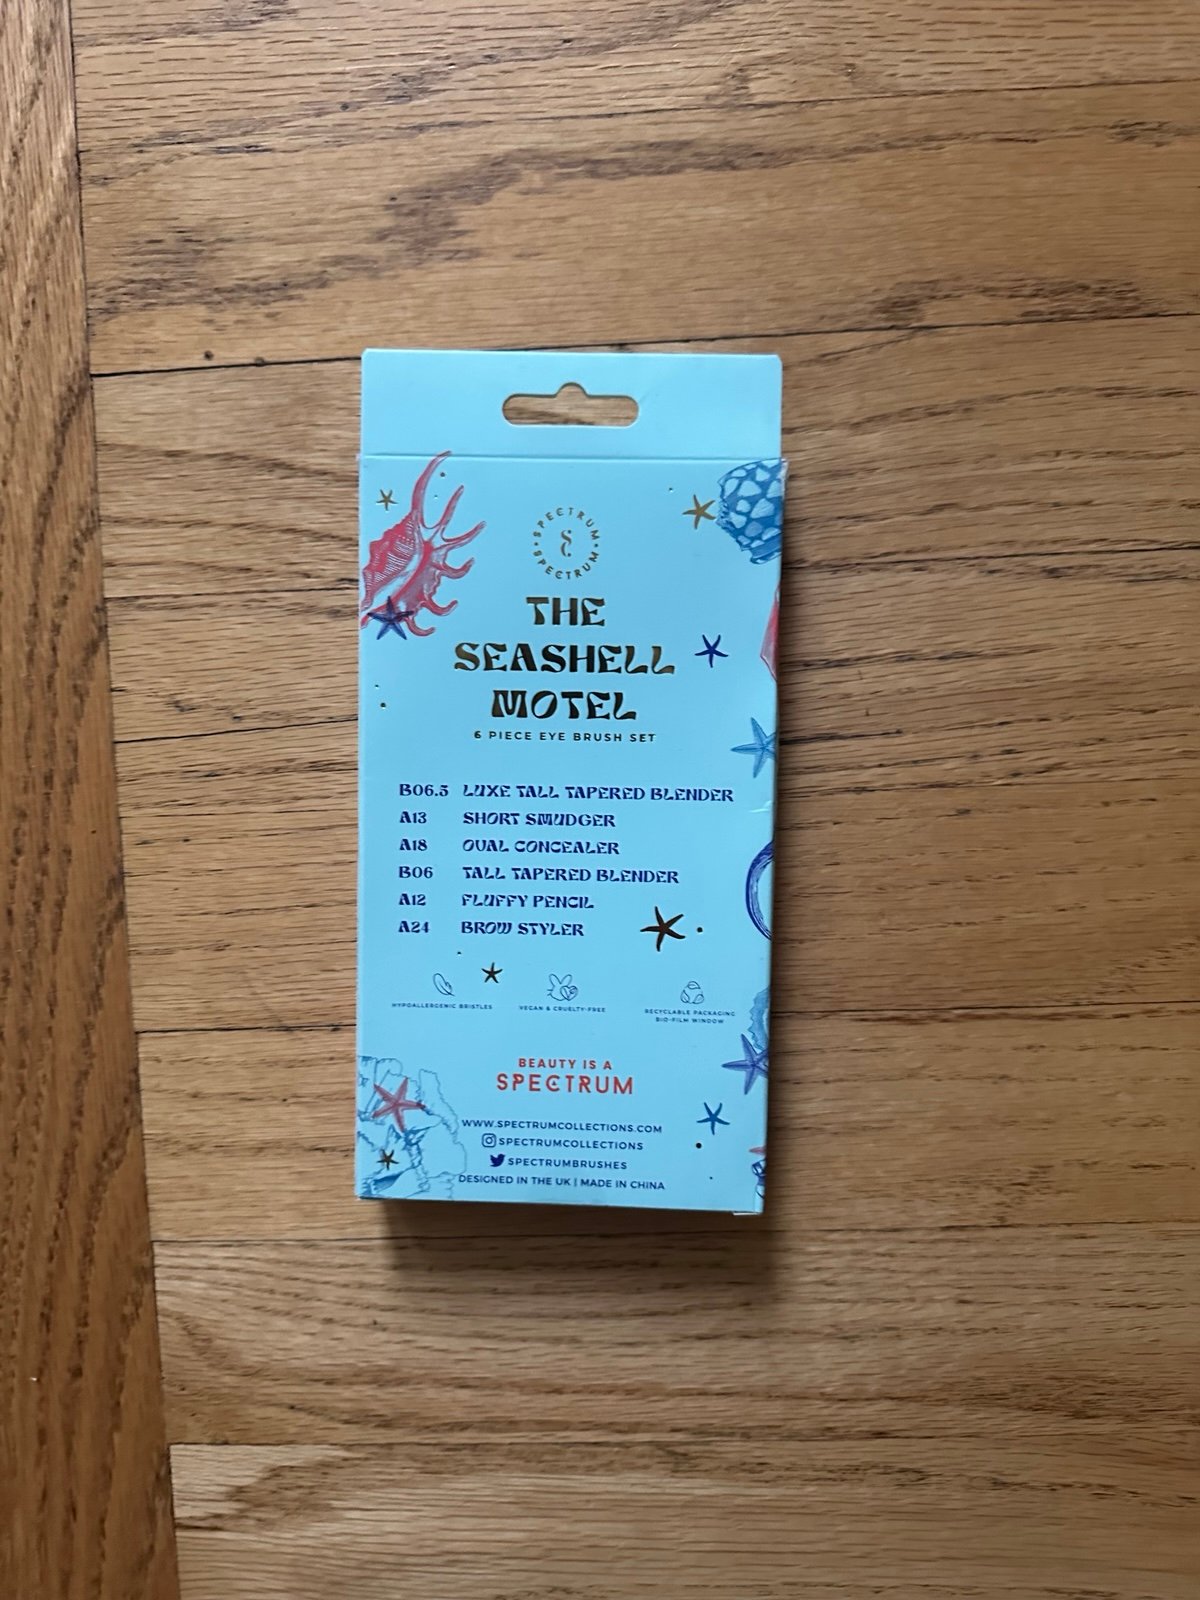 SPECTRUM • SPECTRUM •
SC
THE
SEASHELL
MOTEL
6 PIECE EYE BRUSH SET
B06.5 LUXE TALL TAPERED BLENDER
A13 SHORT SMUDGER
A18 OVAL CONCEALER
B06 TALL TAPERED BLENDER
A12 FLUFFY PENCIL
A24 BROW STYLER
HYPOALLERGENIC BRISTLES
VEGAN & CRUELTY-FREE
RECYCLABLE PACKAGING
BIO-FILM WINDOW
BEAUTY IS A
SPECTRUM
WWW.SPECTRUMCOLLECTIONS.COM
SPECTRUMCOLLECTIONS
SPECTRUMBRUSHES
DESIGNED IN THE UK | MADE IN CHINA